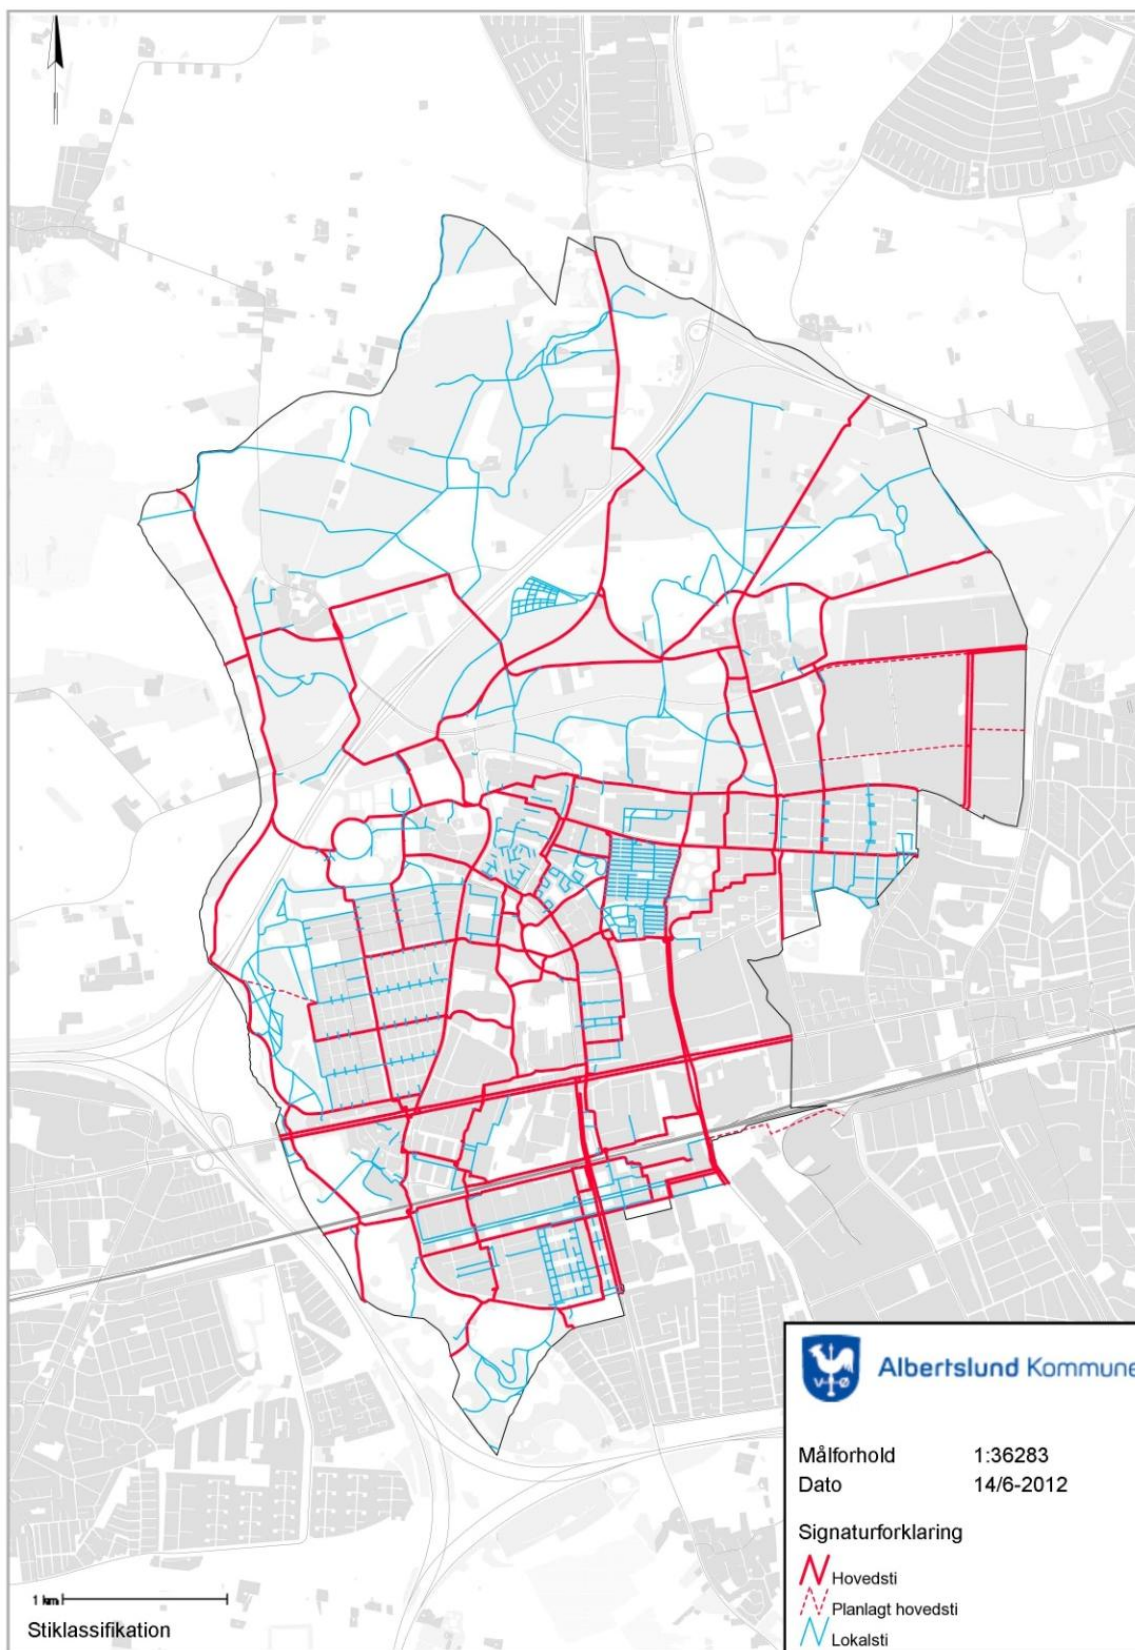 Albertslund Kommune
V Ø
Målforhold 1:36283
Dato 14/6-2012
Signaturforklaring
Hovedsti
Planlagt hovedsti
Lokalsti
1 km
Stiklassifikation